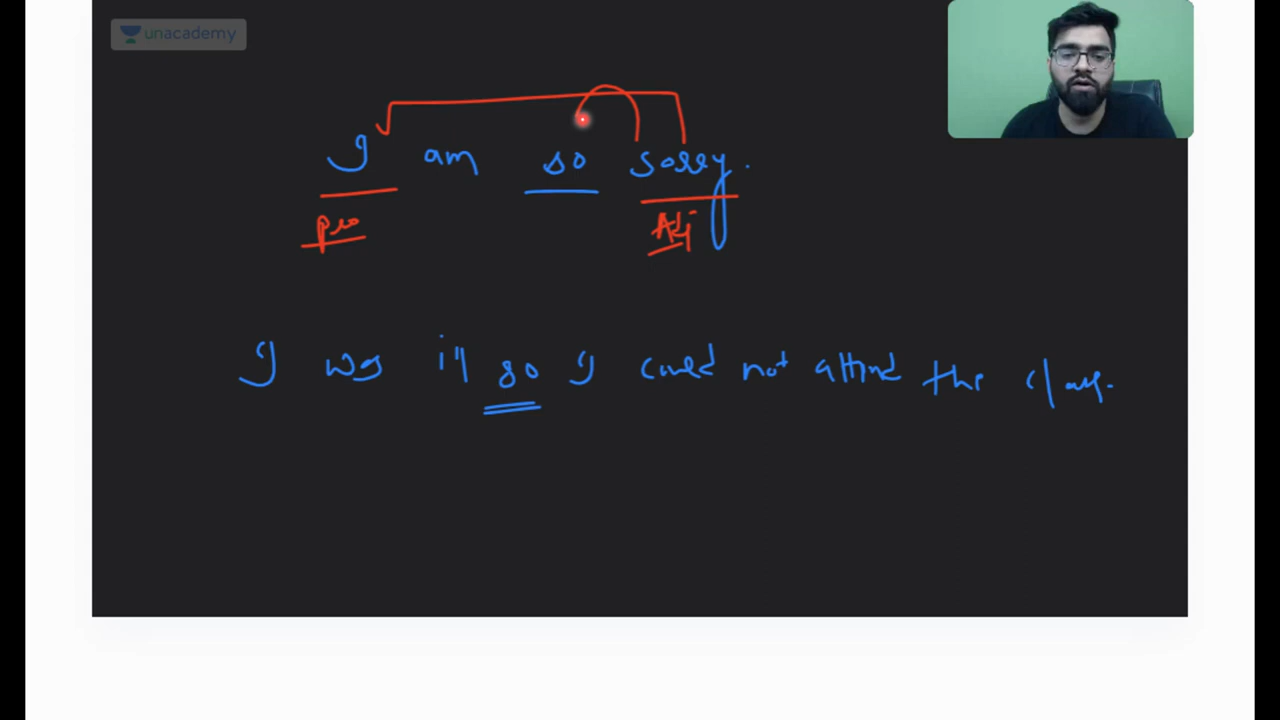 unacademy
I am so sorry.
pro Adj
I was ill so I could not attend the class.